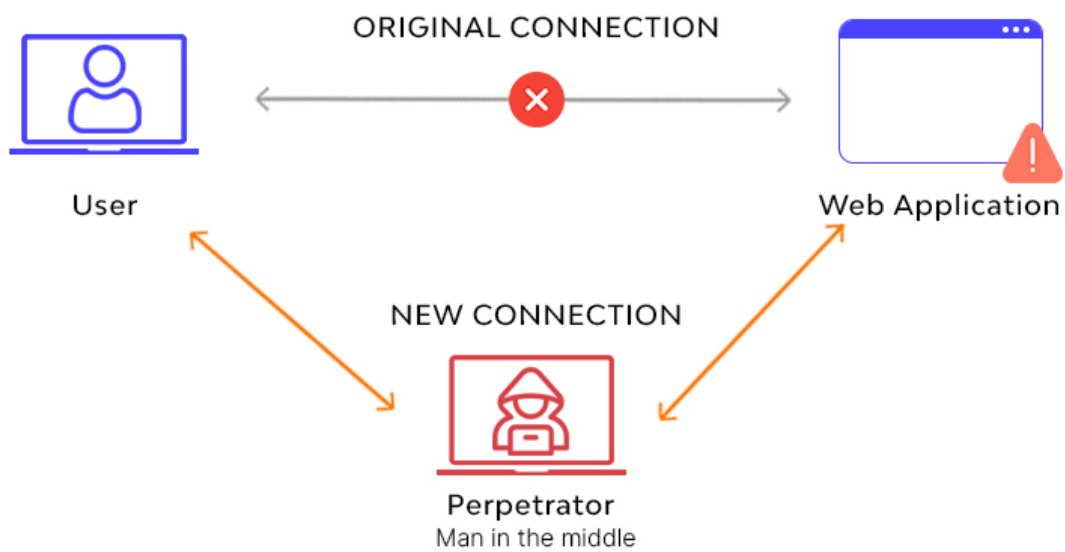 ORIGINAL CONNECTION
User
Web Application
NEW CONNECTION
Perpetrator
Man in the middle